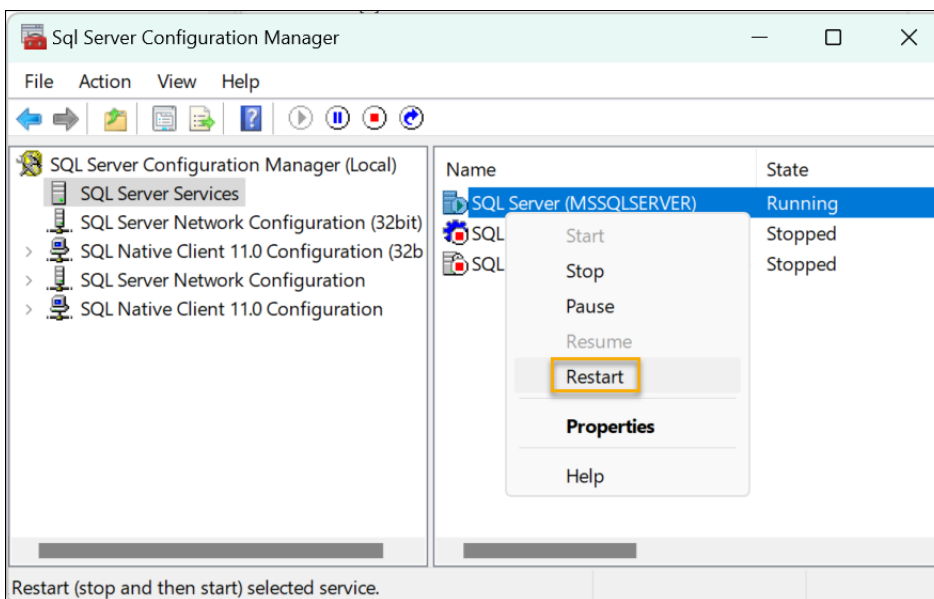 Sql Server Configuration Manager
File Action View Help
SQL Server Configuration Manager (Local)
SQL Server Services
SQL Server Network Configuration (32bit)
SQL Native Client 11.0 Configuration (32b
SQL Server Network Configuration
SQL Native Client 11.0 Configuration
Name State
SQL Server (MSSQLSERVER) Running
SQL Stopped
SQL Stopped
Start
Stop
Pause
Resume
Restart
Properties
Help
Restart (stop and then start) selected service.